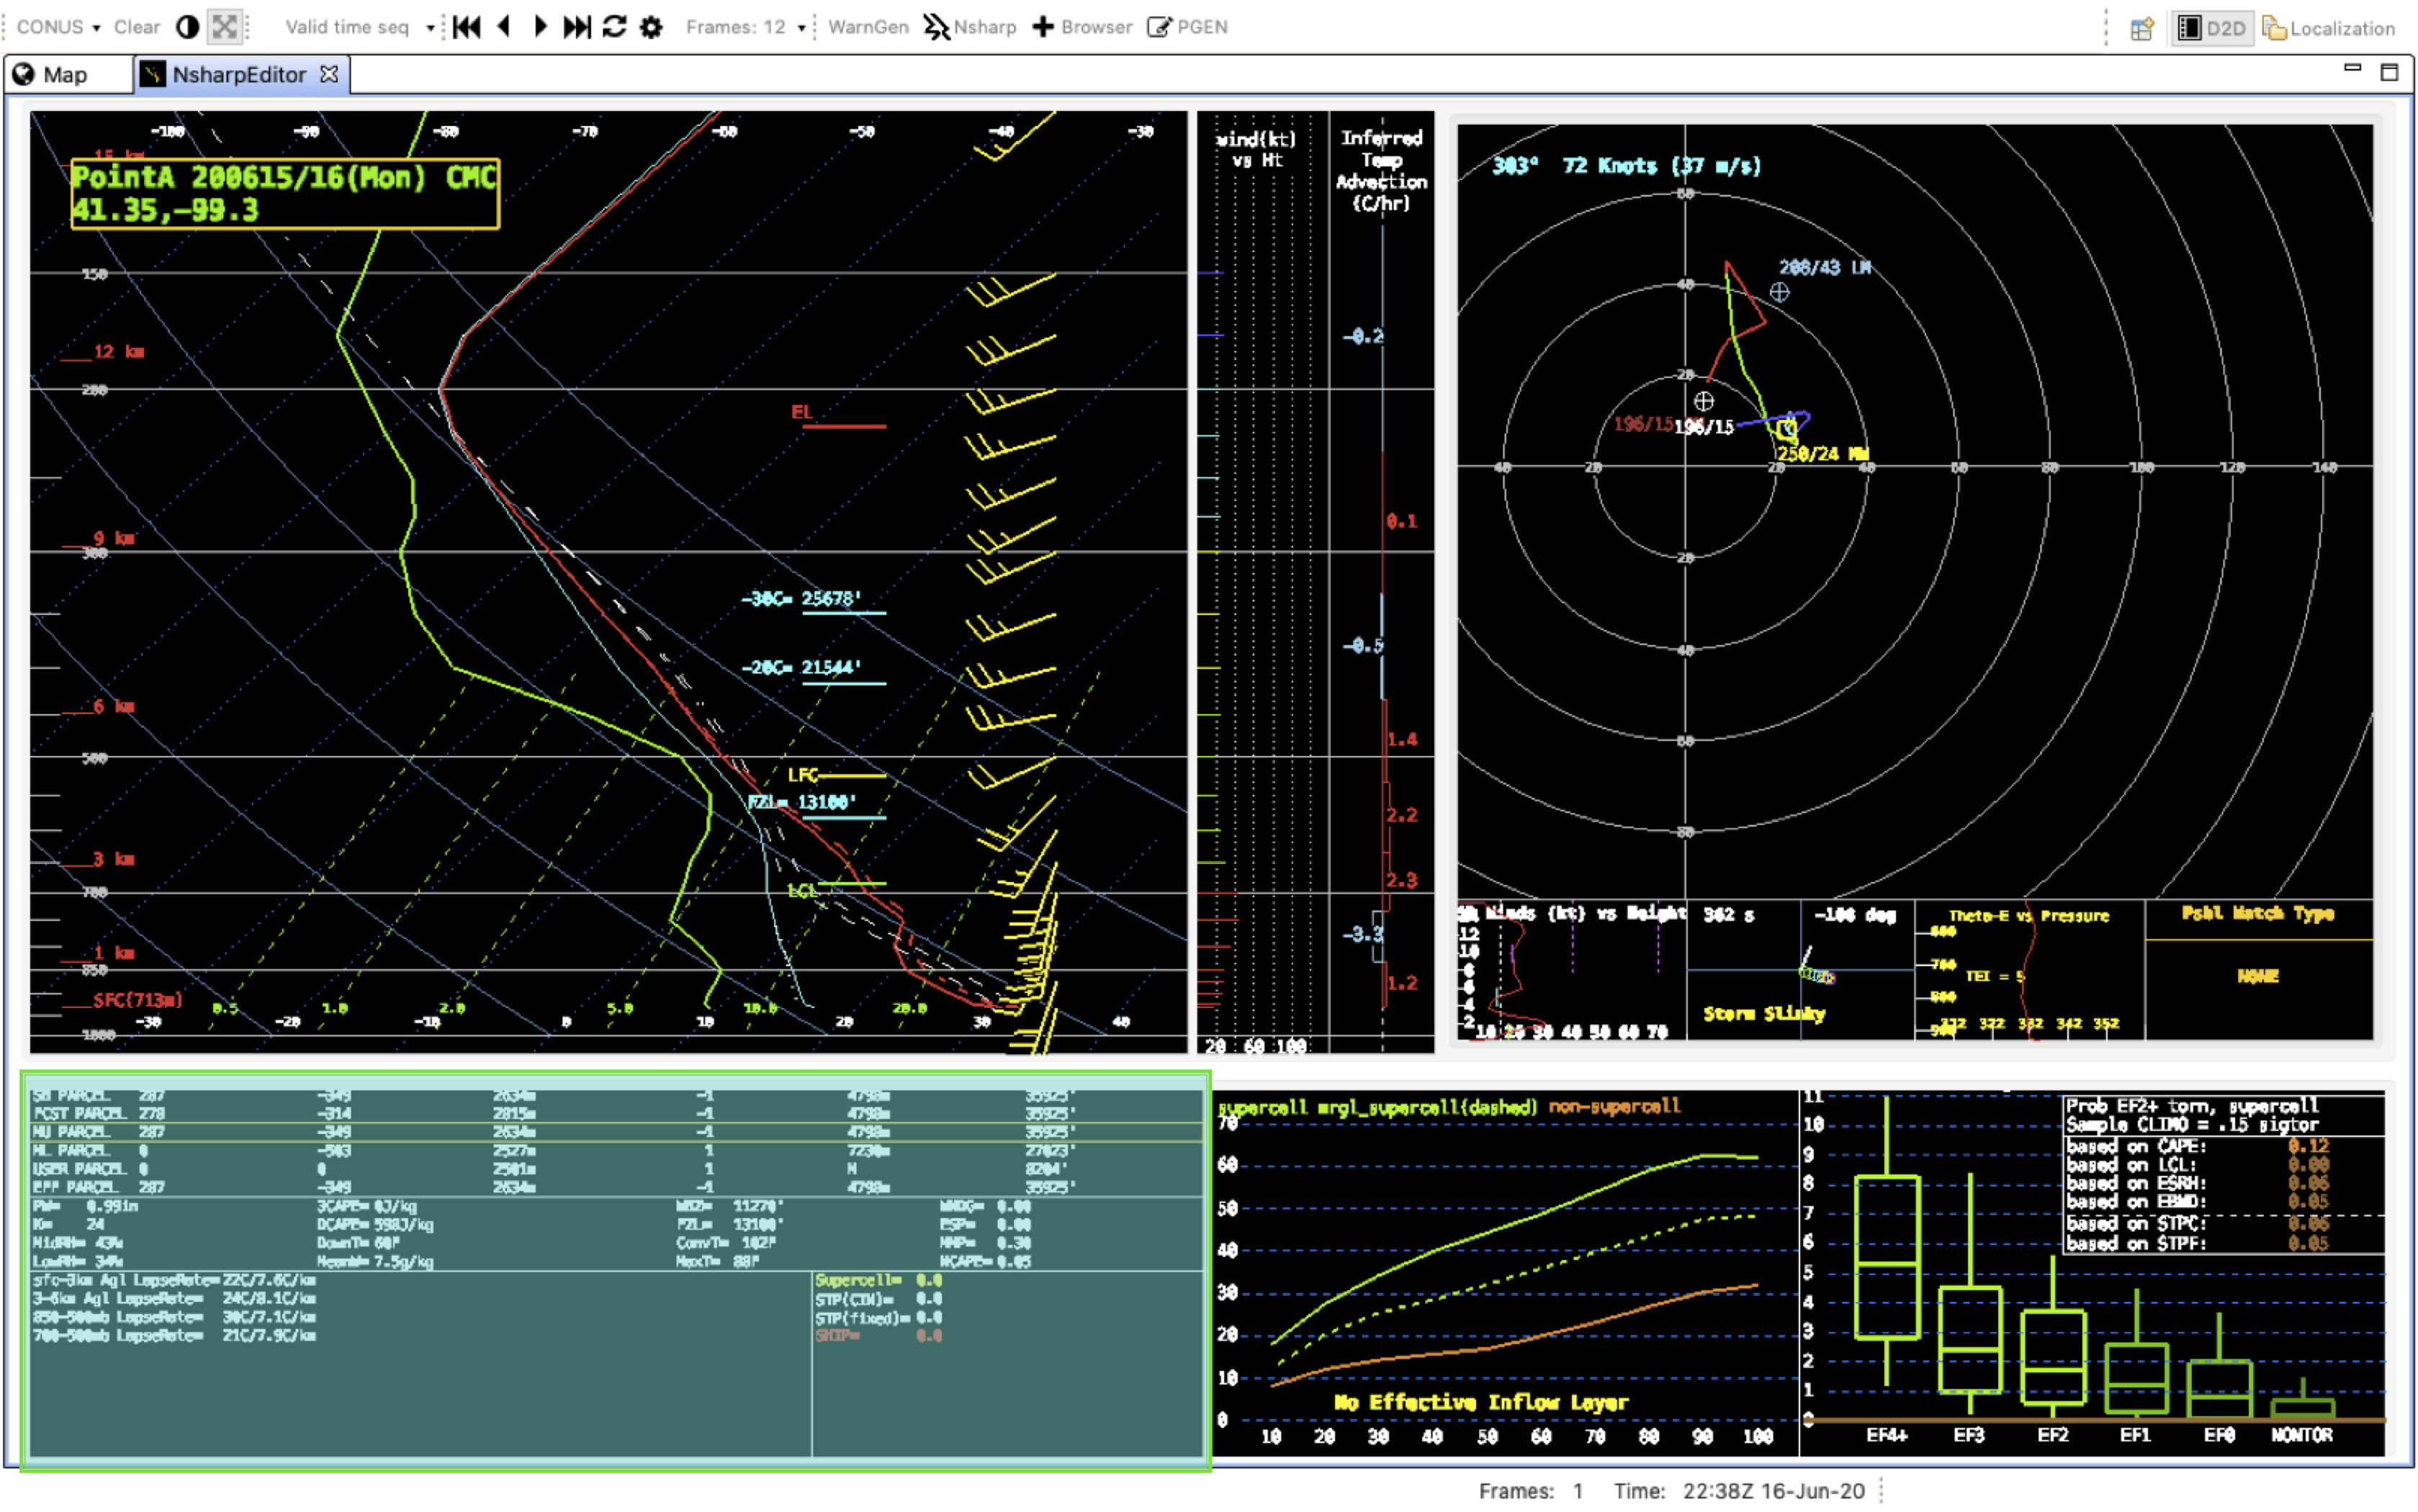 CONUS Clear Valid time seq Frames: 12 WarnGen Nsharp Browser PGEN D2D Localization
Map NsharpEditor
-100 -90 -80 -70 -60 -50 -40 -30
PointA 200615/16(Mon) CMC
41.35,-99.3
150
12 km
200
EL
9 km
300
-30C= 25678'
-20C= 21544'
6 km
500
LFC
FZL= 13100'
3 km
LCL
700
1 km
850
SFC(713m)
0.5 1.0 2.0 5.0 10.0 20.0
-30 -20 -10 0 10 20 30 40
1000
wind(kt)
vs Ht
20 60 100
Inferred
Temp
Advection
(C/hr)
-0.2
0.1
-0.5
1.4
2.2
2.3
-3.3
1.2
303° 72 Knots (37 m/s)
60
208/43 LM
40
20
196/15
196/15
250/24 MW
40 20 20 40 60 80 100 120 140
20
40
60
80
Winds (kt) vs Height
12
10
8
6
4
2
10 20 30 40 50 60 70
302 s -100 deg
Storm Slinky
Theta-E vs Pressure
600
700
TEI = 5
800
900
322 332 342 352
Psbl Watch Type
NONE
SB PARCEL 287 -349 2634m -1 4798m 35925'
FCST PARCEL 278 -314 2815m -1 4798m 35925'
MU PARCEL 287 -349 2634m -1 4798m 35925'
ML PARCEL 0 -503 2527m 1 7230m 27023'
USER PARCEL 0 0 2501m 1 M 8204'
EFF PARCEL 287 -349 2634m -1 4798m 35925'
PW= 0.99in 3CAPE= 0J/kg WBZ= 11270' WNDG= 0.00
K= 24 DCAPE= 598J/kg FZL= 13100' ESP= 0.00
MidRH= 43% DownT= 60F ConvT= 102F MMP= 0.30
LowRH= 34% MeanW= 7.5g/kg MaxT= 88F NCAPE= 0.05
sfc-3km Agl LapseRate= 22C/7.6C/km
3-6km Agl LapseRate= 24C/8.1C/km
850-500mb LapseRate= 30C/7.1C/km
700-500mb LapseRate= 21C/7.9C/km
Supercell= 0.0
STP(CIN)= 0.0
STP(fixed)= 0.0
SHIP= 0.0
supercell mrgl_supercell(dashed) non-supercell
70
60
50
40
30
20
10
0
No Effective Inflow Layer
10 20 30 40 50 60 70 80 90 100
11
10
9
8
7
6
5
4
3
2
1
0
Prob EF2+ torn, supercell
Sample CLIMO = .15 sigtor
based on CAPE: 0.12
based on LCL: 0.00
based on ESRH: 0.06
based on EBWD: 0.05
based on STPC: 0.06
based on STPF: 0.05
EF4+ EF3 EF2 EF1 EF0 NONTOR
Frames: 1 Time: 22:38Z 16-Jun-20